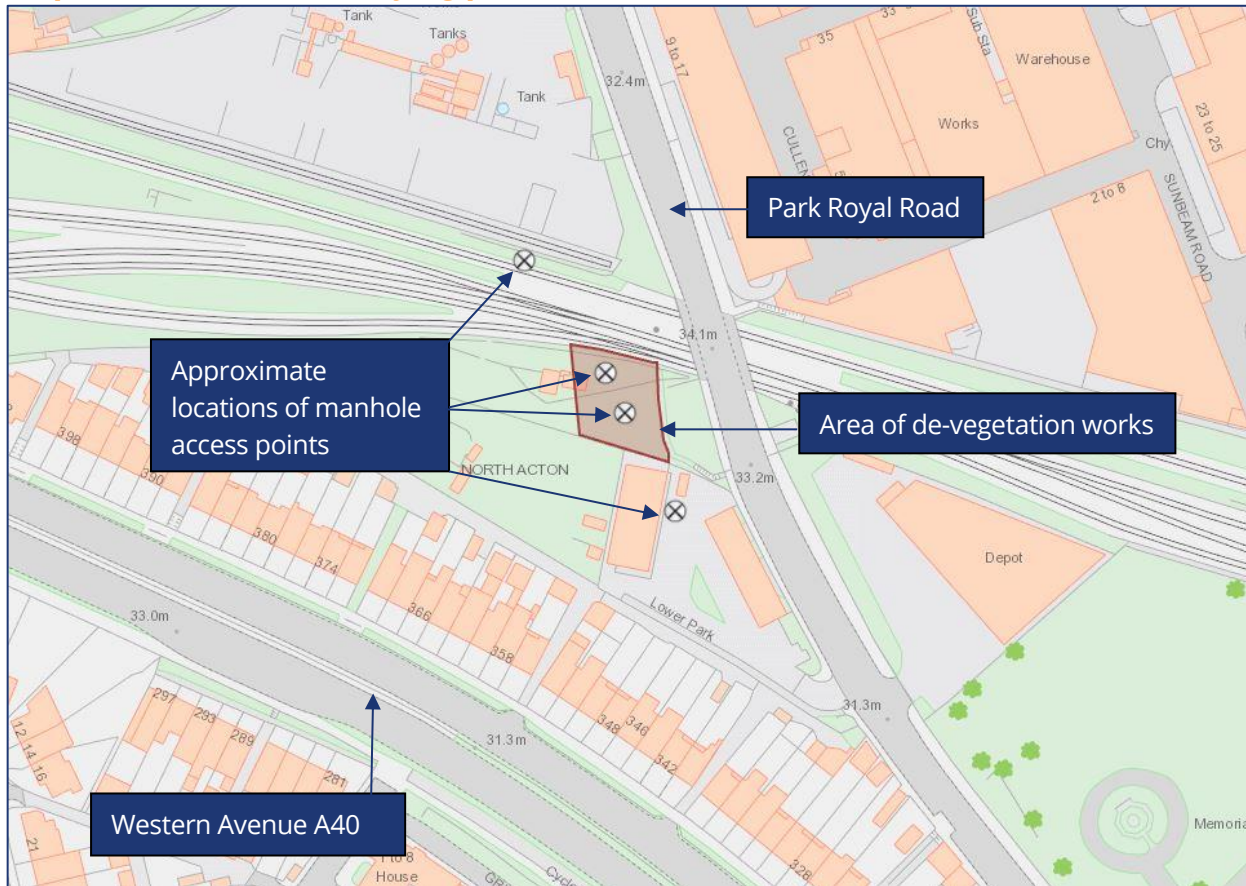 Tank
Tanks
Tank
32.4m
9 to 17
33
35
Sub Sta
Warehouse
Works
CULLEN
23 to 25
Chy
2 to 8
SUNBEAM ROAD
Park Royal Road
34.1m
Approximate
locations of manhole
access points
Area of de-vegetation works
NORTH ACTON
33.2m
Depot
398
390
380
374
366
358
Lower Park
348
346
342
328
33.0m
31.3m
31.3m
297
293
289
281
12
14
16
21
Western Avenue A40
1 to 8
House
Cycle
Memoria